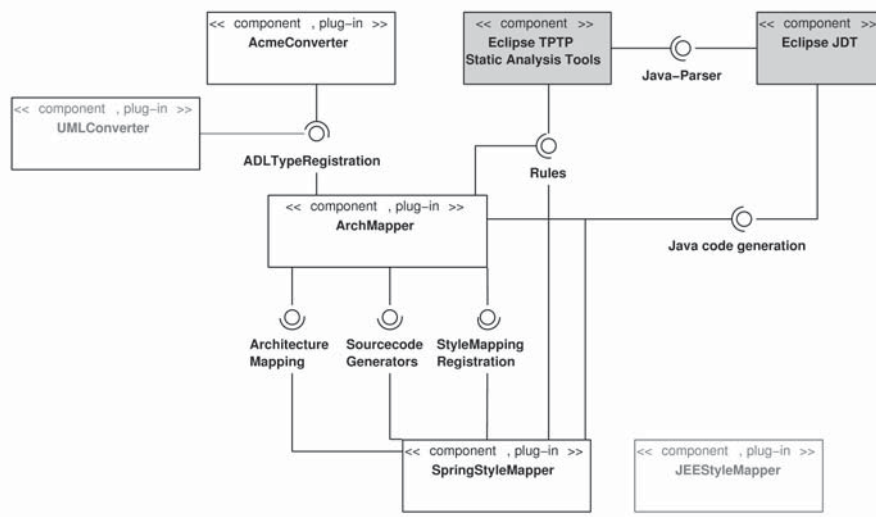 << component , plug-in >>
AcmeConverter
<< component >>
Eclipse TPTP
Static Analysis Tools
<< component >>
Eclipse JDT
Java-Parser
<< component , plug-in >>
UMLConverter
ADLTypeRegistration
Rules
<< component , plug-in >>
ArchMapper
Java code generation
Architecture
Mapping
Sourcecode
Generators
StyleMapping
Registration
<< component , plug-in >>
SpringStyleMapper
<< component , plug-in >>
JEEStyleMapper